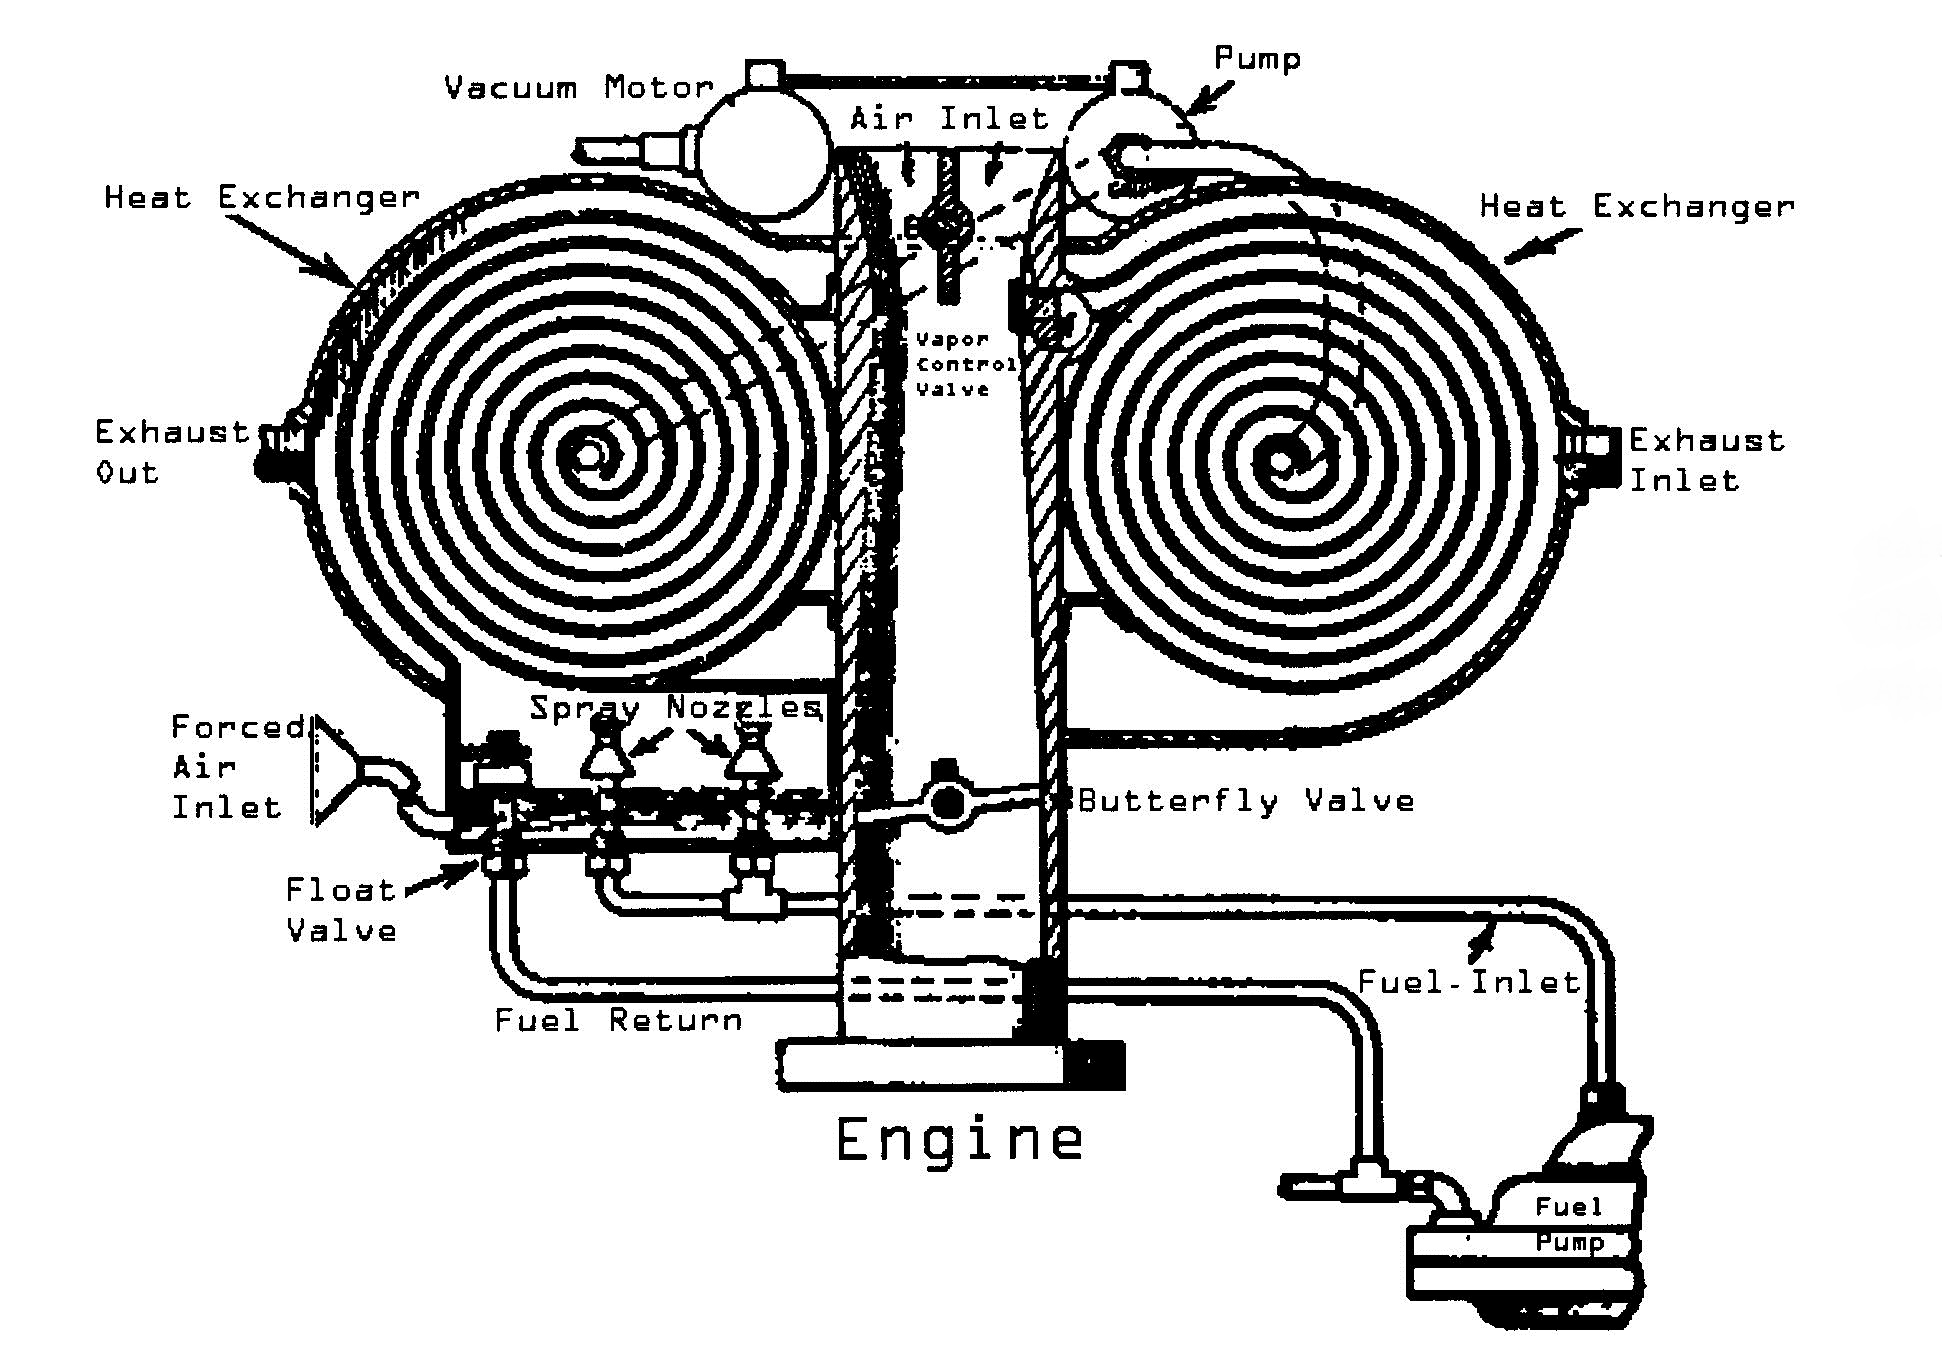 Pump
Vacuum Motor
Air Inlet
Heat Exchanger
Heat Exchanger
Vapor
Control
Valve
Exhaust
Out
Exhaust
Inlet
Spray Nozzles
Forced
Air
Inlet
Butterfly Valve
Float
Valve
Fuel-Inlet
Fuel Return
Engine
Fuel
Pump